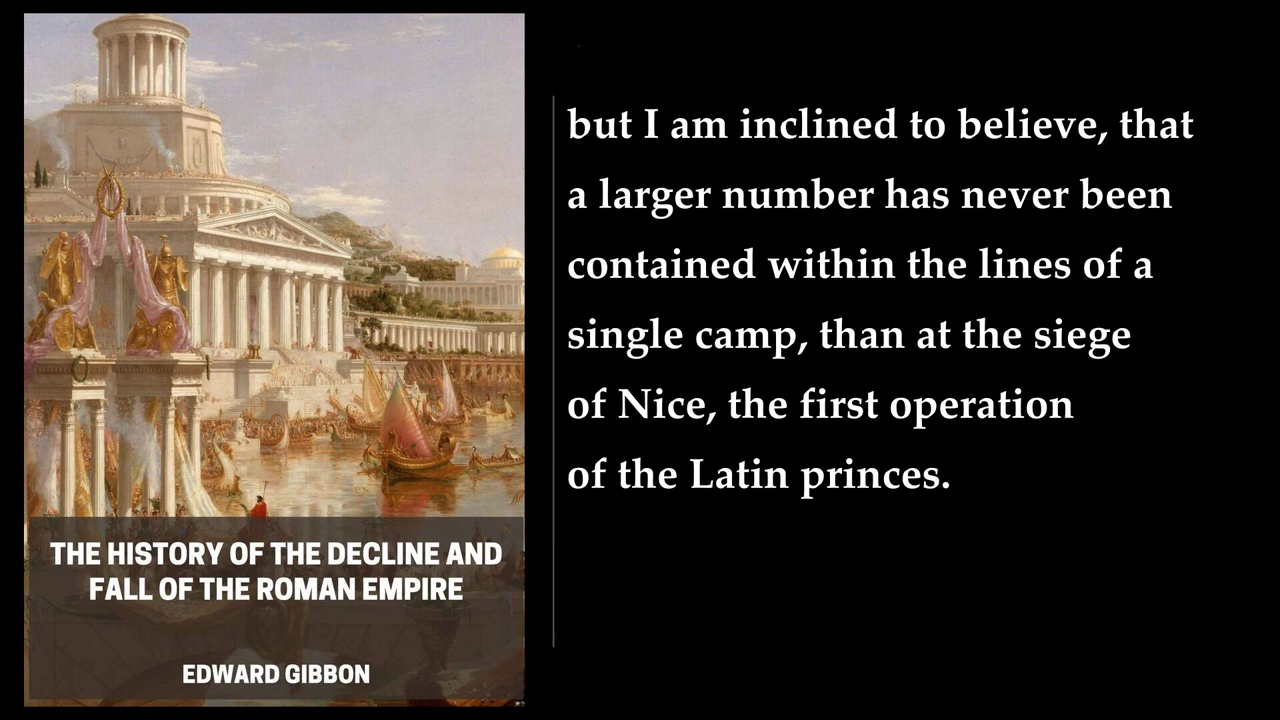 THE HISTORY OF THE DECLINE AND
FALL OF THE ROMAN EMPIRE
EDWARD GIBBON
but I am inclined to believe, that
a larger number has never been
contained within the lines of a
single camp, than at the siege
of Nice, the first operation
of the Latin princes.